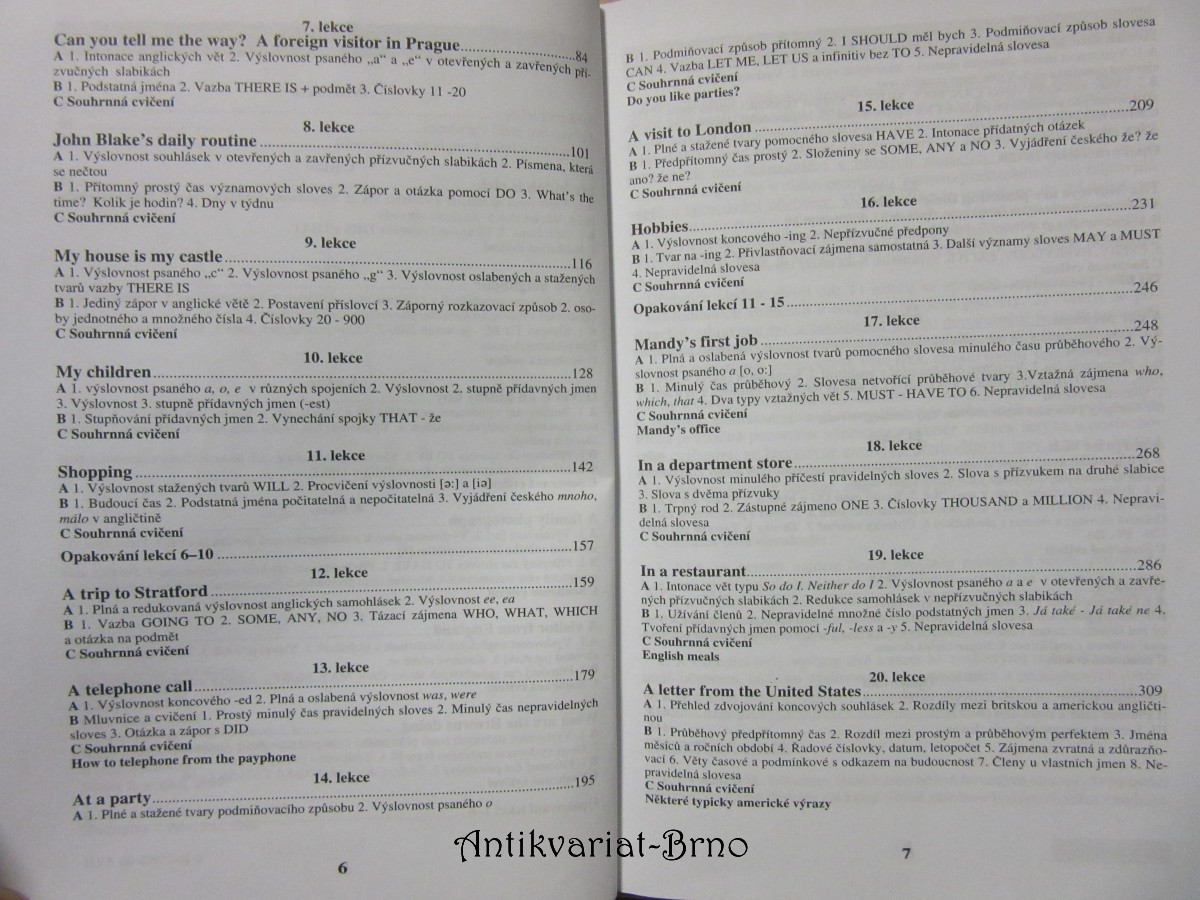 7. lekce
Can you tell me the way? A foreign visitor in Prague..................84
A 1. Intonace anglických vět 2. Výslovnost psaného „a“ a „e“ v otevřených a zavřených pří-
zvučných slabikách
B 1. Podstatná jména 2. Vazba THERE IS + podmět 3. Číslovky 11 -20
C Souhrnná cvičení
8. lekce
John Blake's daily routine..................101
A 1. Výslovnost souhlásek v otevřených a zavřených přízvučných slabikách 2. Písmena, která
se nečtou
B 1. Přítomný prostý čas významových sloves 2. Zápor a otázka pomocí DO 3. What's the
time? Kolik je hodin? 4. Dny v týdnu
C Souhrnná cvičení
9. lekce
My house is my castle..................116
A 1. Výslovnost psaného „c“ 2. Výslovnost psaného „g“ 3. Výslovnost oslabených a stažených
tvarů vazby THERE IS
B 1. Jediný zápor v anglické větě 2. Postavení příslovcí 3. Záporný rozkazovací způsob 2. oso-
by jednotného a množného čísla 4. Číslovky 20 - 900
C Souhrnná cvičení
10. lekce
My children..................128
A 1. výslovnost psaného a, o, e v různých spojeních 2. Výslovnost 2. stupně přídavných jmen
3. Výslovnost 3. stupně přídavných jmen (-est)
B 1. Stupňování přídavných jmen 2. Vynechání spojky THAT - že
C Souhrnná cvičení
11. lekce
Shopping..................142
A 1. Výslovnost stažených tvarů WILL 2. Procvičení výslovnosti [ɔ:] a [iə]
B 1. Budoucí čas 2. Podstatná jména počitatelná a nepočitatelná 3. Vyjádření českého mnoho,
málo v angličtině
C Souhrnná cvičení
Opakování lekcí 6–10..................157
12. lekce
A trip to Stratford..................159
A 1. Plná a redukovaná výslovnost anglických samohlásek 2. Výslovnost ee, ea
B 1. Vazba GOING TO 2. SOME, ANY, NO 3. Tázací zájmena WHO, WHAT, WHICH
a otázka na podmět
C Souhrnná cvičení
13. lekce
A telephone call..................179
A 1. Výslovnost koncového -ed 2. Plná a oslabená výslovnost was, were
B Mluvnice a cvičení 1. Prostý minulý čas pravidelných sloves 2. Minulý čas nepravidelných
sloves 3. Otázka a zápor s DID
C Souhrnná cvičení
How to telephone from the payphone
14. lekce
At a party..................195
A 1. Plné a stažené tvary podmiňovacího způsobu 2. Výslovnost psaného o
6
B 1. Podmiňovací způsob přítomný 2. I SHOULD měl bych 3. Podmiňovací způsob slovesa
CAN 4. Vazba LET ME, LET US a infinitiv bez TO 5. Nepravidelná slovesa
C Souhrnná cvičení
Do you like parties?
15. lekce
A visit to London..................209
A 1. Plné a stažené tvary pomocného slovesa HAVE 2. Intonace přídatných otázek
B 1. Předpřítomný čas prostý 2. Složeniny se SOME, ANY a NO 3. Vyjádření českého že? že
ano? že ne?
C Souhrnná cvičení
16. lekce
Hobbies..................231
A 1. Výslovnost koncového -ing 2. Nepřízvučné předpony
B 1. Tvar na -ing 2. Přivlastňovací zájmena samostatná 3. Další významy sloves MAY a MUST
4. Nepravidelná slovesa
C Souhrnná cvičení
Opakování lekcí 11 - 15..................246
17. lekce
Mandy's first job..................248
A 1. Plná a oslabená výslovnost tvarů pomocného slovesa minulého času průběhového 2. Vý-
slovnost psaného a [o, o:]
B 1. Minulý čas průběhový 2. Slovesa netvořící průběhové tvary 3.Vztažná zájmena who,
which, that 4. Dva typy vztažných vět 5. MUST - HAVE TO 6. Nepravidelná slovesa
C Souhrnná cvičení
Mandy's office
18. lekce
In a department store..................268
A 1. Výslovnost minulého příčestí pravidelných sloves 2. Slova s přízvukem na druhé slabice
3. Slova s dvěma přízvuky
B 1. Trpný rod 2. Zástupné zájmeno ONE 3. Číslovky THOUSAND a MILLION 4. Nepravi-
delná slovesa
C Souhrnná cvičení
19. lekce
In a restaurant..................286
A 1. Intonace vět typu So do I. Neither do I 2. Výslovnost psaného a a e v otevřených a zavře-
ných přízvučných slabikách 2. Redukce samohlásek v nepřízvučných slabikách
B 1. Užívání členů 2. Nepravidelné množné číslo podstatných jmen 3. Já také - Já také ne 4.
Tvoření přídavných jmen pomocí -ful, -less a -y 5. Nepravidelná slovesa
C Souhrnná cvičení
English meals
20. lekce
A letter from the United States..................309
A 1. Přehled zdvojování koncových souhlásek 2. Rozdíly mezi britskou a americkou angličti-
nou
B 1. Průběhový předpřítomný čas 2. Rozdíl mezi prostým a průběhovým perfektem 3. Jména
měsíců a ročních období 4. Řadové číslovky, datum, letopočet 5. Zájmena zvratná a zdůrazňo-
vací 6. Věty časové a podmínkové s odkazem na budoucnost 7. Členy u vlastních jmen 8. Ne-
pravidelná slovesa
C Souhrnná cvičení
Některé typicky americké výrazy
7
Antikvariat-Brno